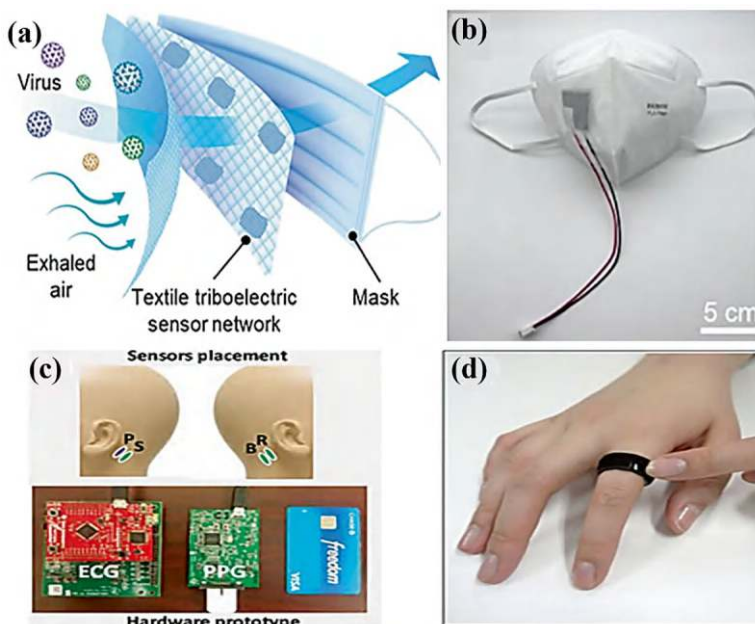 (a)
Virus
Exhaled
air
Textile triboelectric
sensor network
Mask
(b)
5 cm
(c)
Sensors placement
P
S
R
B
ECG
PPG
freedom
VISA
Hardware prototype
(d)